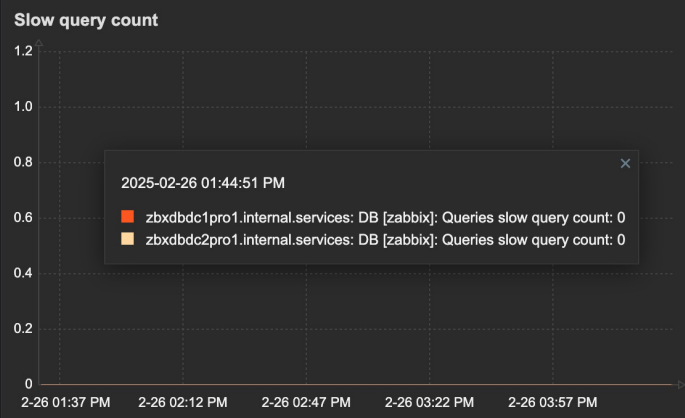 Slow query count
1.2
1.0
0.8
0.6
0.4
0.2
0
2025-02-26 01:44:51 PM
zbxdbdc1pro1.internal.services: DB [zabbix]: Queries slow query count: 0
zbxdbdc2pro1.internal.services: DB [zabbix]: Queries slow query count: 0
2-26 01:37 PM
2-26 02:12 PM
2-26 02:47 PM
2-26 03:22 PM
2-26 03:57 PM